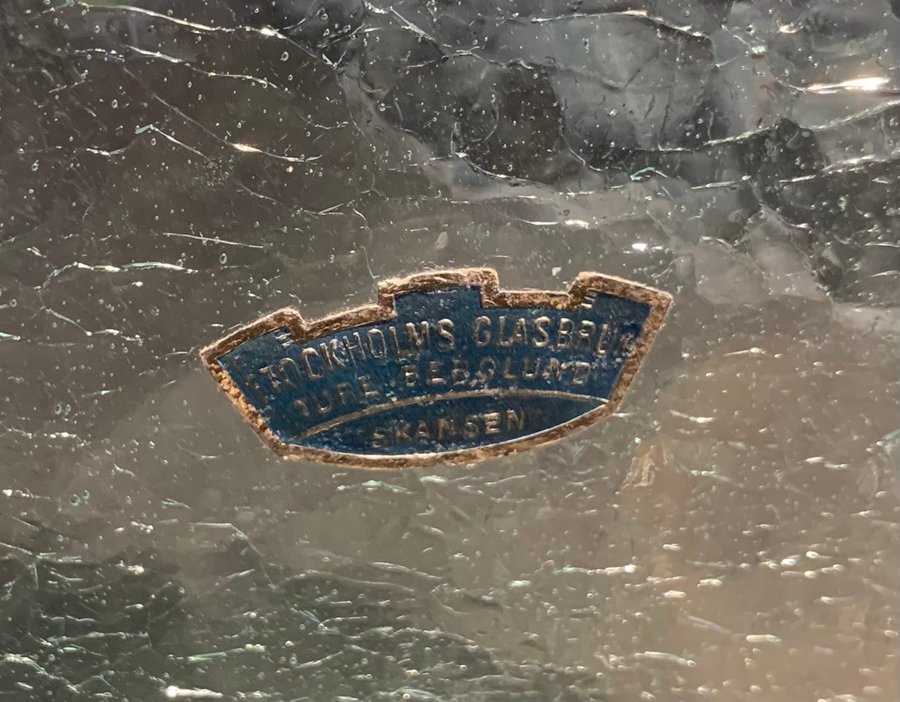 STOCKHOLMS GLASBRUK
TURE BERGLUND
SKANSEN